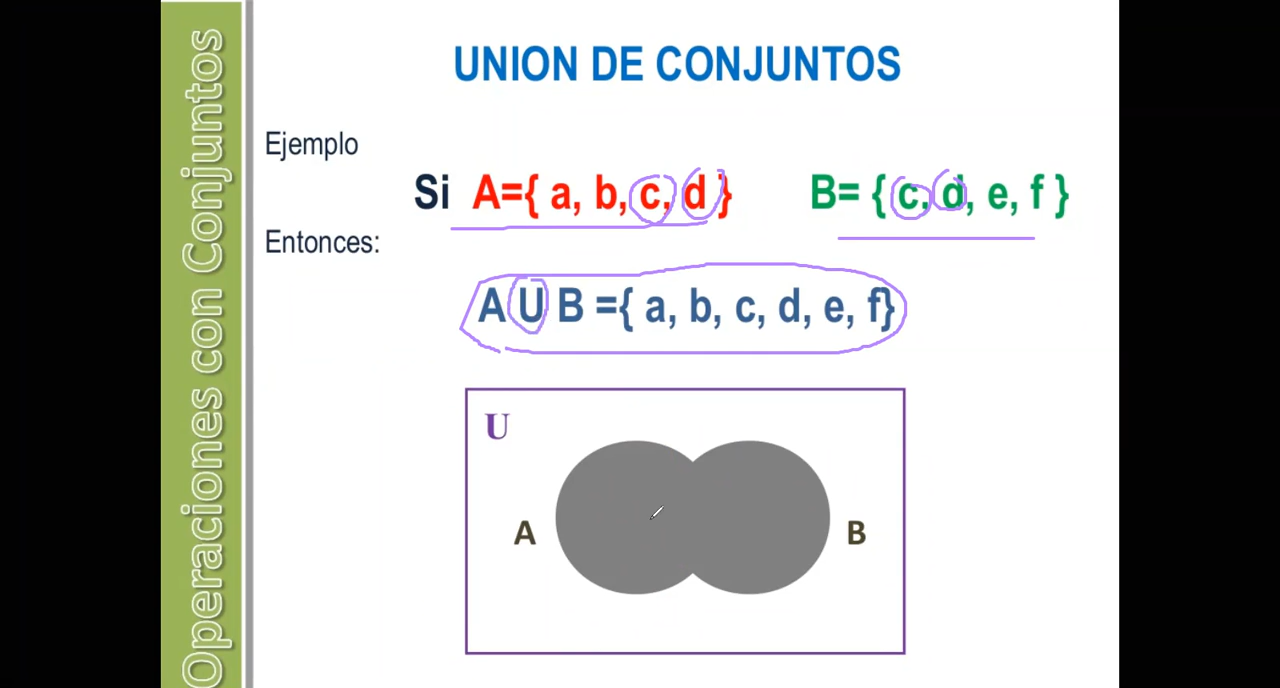 Operaciones con Conjuntos
UNION DE CONJUNTOS
Ejemplo
Si A={ a, b, c, d } B= { c, d, e, f }
Entonces:
A U B ={ a, b, c, d, e, f}
U
A B